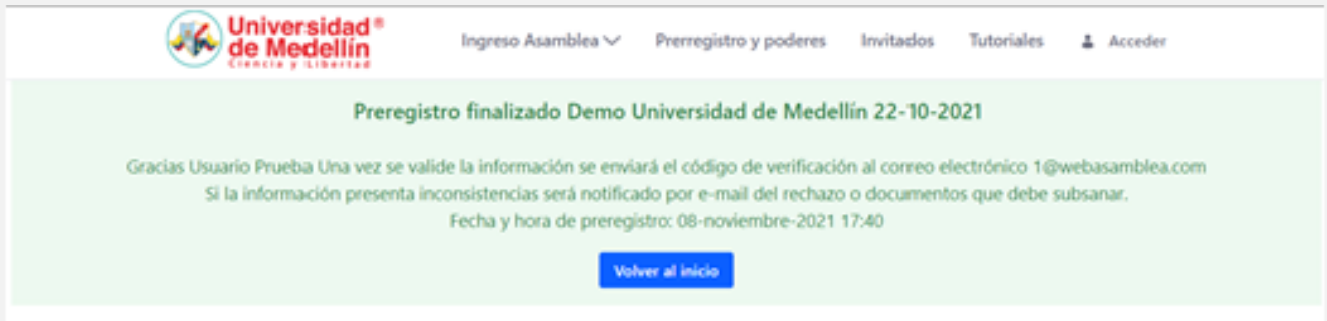 Universidad®
de Medellín
Ciencia y Libertad
Ingreso Asamblea Prerregistro y poderes Invitados Tutoriales Acceder
Preregistro finalizado Demo Universidad de Medellín 22-10-2021
Gracias Usuario Prueba Una vez se valide la información se enviará el código de verificación al correo electrónico 1@webasamblea.com
Si la información presenta inconsistencias será notificado por e-mail del rechazo o documentos que debe subsanar.
Fecha y hora de preregistro: 08-noviembre-2021 17:40
Volver al inicio